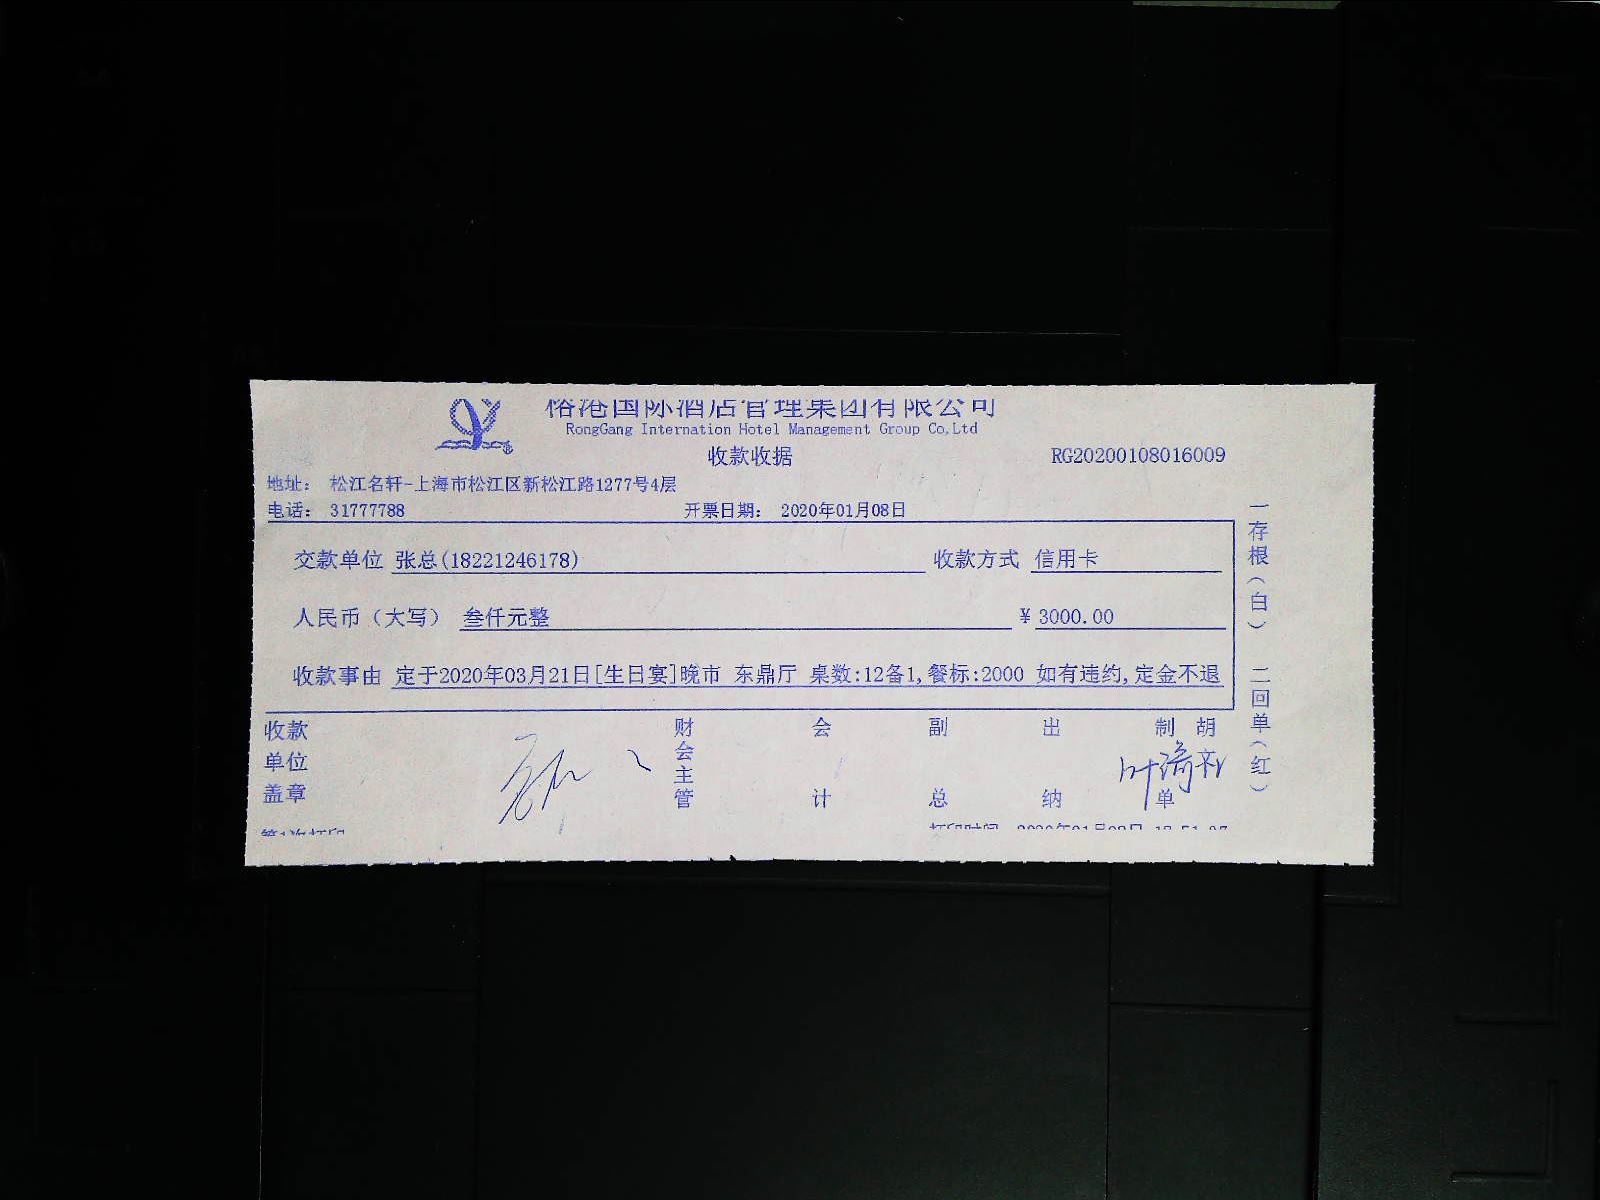 国际酒店管理集团有限公司
RongGang Internation Hotel Management Group Co,Ltd
收款收据 RG20200108016009
地址: 松江名轩-上海市松江区新松江路1277号4层
电话: 31777788 开票日期: 2020年01月08日
交款单位 张总(18221246178) 收款方式 信用卡
人民币(大写) 叁仟元整 ¥3000.00
收款事由 定于2020年03月21日[生日宴]晚市 东鼎厅 桌数:12备1,餐标:2000 如有违约,定金不退
一存根(白) 二回单(红)
收款单位盖章
财会主管
会计
副总
出纳
制单
胡